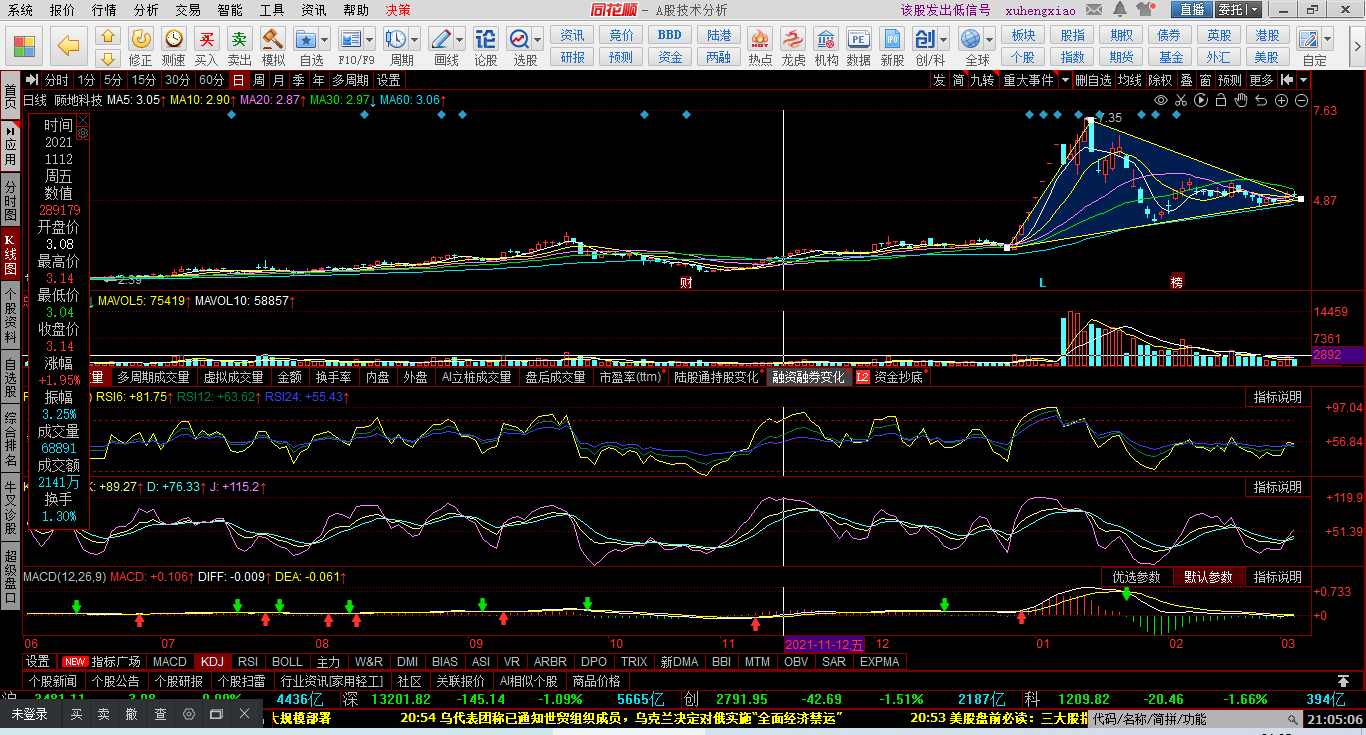 系统 报价 行情 分析 交易 智能 工具 资讯 帮助 决策 同花顺 - A股技术分析 该股发出低信号 xuhengxiao 直播 委托
资讯 竞价 BBD 陆港 股指 期权 债券 英股 港股 板块
修正 测速 买入 卖出 模拟 自选 F10/F9 周期 画线 论股 选股 研报 预测 资金 两融 热点 龙虎 机构 数据 新股 创/科 全球 个股 指数 期货 基金 外汇 美股 自定
分时 1分 5分 15分 30分 60分 日 周 月 季 年 多周期 设置 发 简 九转 重大事件 删自选 均线 除权 叠 窗 预测 更多
日线 顾地科技 MA5: 3.05↑ MA10: 2.90↑ MA20: 2.87↑ MA30: 2.97↓ MA60: 3.06↑
首页
应用
分时图
K线图
个股资料
自选股
综合排名
牛叉诊股
超级盘口
时间
2021
1112
周五
数值
289179
开盘价
3.08
最高价
3.14
最低价
3.04
收盘价
3.14
涨幅
+1.95%
振幅
3.25%
成交量
68891
成交额
2141万
换手
1.30%
7.63
7.35
4.87
2.39
财 L 榜
MAVOL5: 75419↑ MAVOL10: 58857↑
14459
7361
2892
量 多周期成交量 虚拟成交量 金额 换手率 内盘 外盘 AI立桩成交量 盘后成交量 市盈率(ttm) 陆股通持股变化 融资融券变化 L2 资金抄底
RSI6: +81.75↑ RSI12: +63.62↑ RSI24: +55.43↑ 指标说明
+97.04
+56.84
K: +89.27↑ D: +76.33↑ J: +115.2↑ 指标说明
+119.9
+51.39
MACD(12,26,9) MACD: +0.106↑ DIFF: -0.009↑ DEA: -0.061↑ 优选参数 默认参数 指标说明
+0.733
+0
06 07 08 09 10 11 2021-11-12,五 12 01 02 03
设置 NEW 指标广场 MACD KDJ RSI BOLL 主力 W&R DMI BIAS ASI VR ARBR DPO TRIX 新DMA BBI MTM OBV SAR EXPMA
个股新闻 个股公告 个股研报 个股扫雷 行业资讯[家用轻工] 社区 关联报价 AI相似个股 商品价格
沪 3481.11 4436亿 深 13201.82 -145.14 -1.09% 5665亿 创 2791.95 -42.69 -1.51% 2187亿 科 1209.82 -20.46 -1.66% 394亿
未登录 买 卖 撤 查 大规模部署 20:54 乌代表团称已通知世贸组织成员，乌克兰决定对俄实施“全面经济禁运” 20:53 美股盘前必读：三大股指 代码/名称/简拼/功能 21:05:06